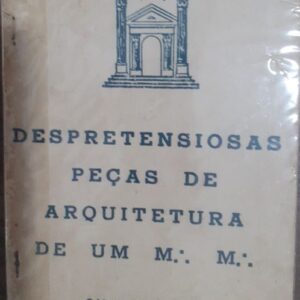 DESPRETENSIOSAS
PEÇAS DE
ARQUITETURA
DE UM M∴ M∴